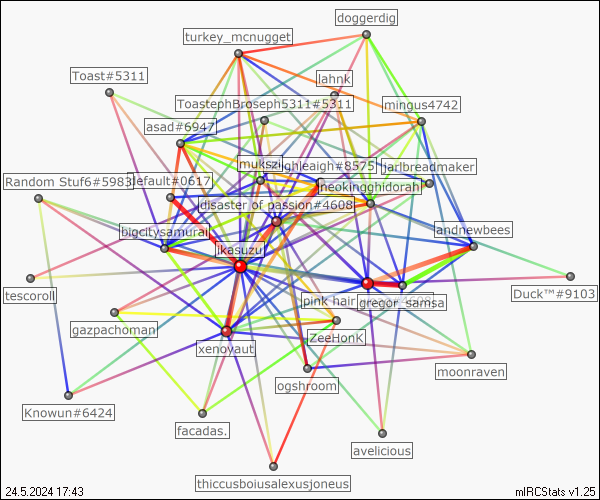 doggerdig
turkey_mcnugget
Toast#5311
lahnk
ToastephBroseph5311#5311
mingus4742
asad#6947
mukszi
ghleaigh#8575
jarlbreadmaker
Random Stuf6#5983
default#0617
neokingghidorah
disaster of passion#4608
bigcitysamurai
landnewbees
ikasuzu
tescoroll
pink hair
gregor_samsa
Duck™#9103
gazpachoman
xenoyaut
ZeeHonK
moonraven
ogshroom
Knowun#6424
facadas.
avelicious
thiccusboiusalexusjoneus
24.5.2024 17:43
mIRCStats v1.25